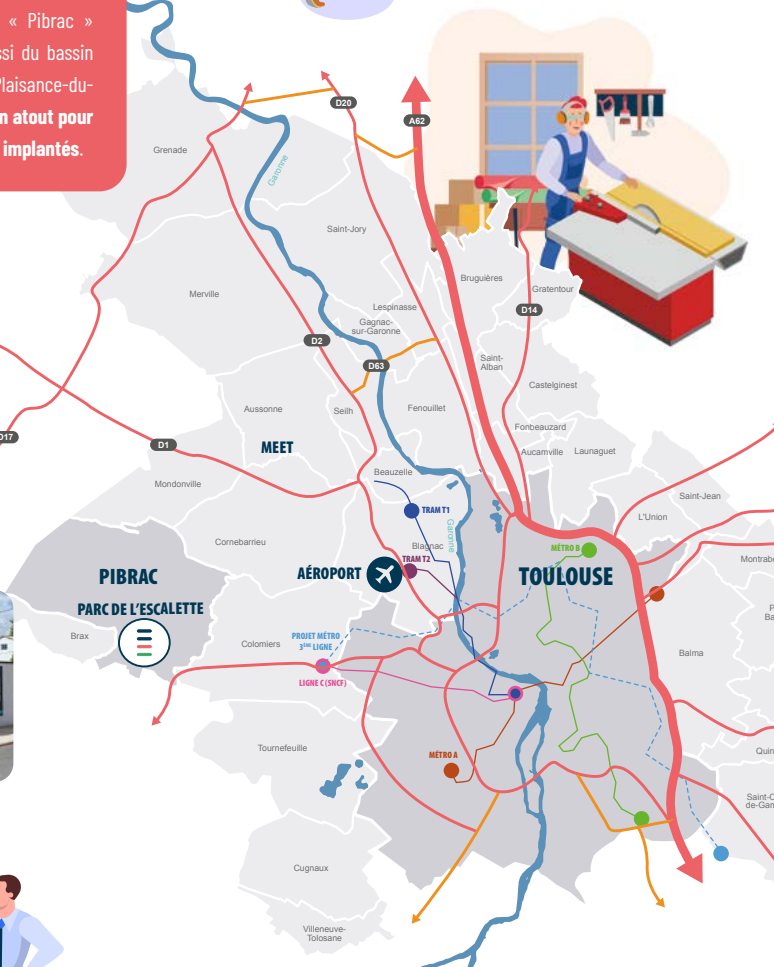 « Pibrac »
ssi du bassin
Plaisance-du-
n atout pour
implantés.
D20
A62
Grenade
Garonne
Saint-Jory
Bruguières
Gratentour
Merville
Lespinasse
D14
Gagnac-
sur-Garonne
D2
D63
Saint-
Alban
Castelginest
Aussonne
Seilh
Fenouillet
Fonbeauzard
D17
D1
MEET
Aucamville
Launaguet
Beauzelle
Mondonville
Saint-Jean
TRAM T1
L'Union
Garonne
Cornebarrieu
Blagnac
MÉTRO B
TRAM T2
PIBRAC
AÉROPORT
TOULOUSE
PARC DE L'ESCALETTE
Brax
Colomiers
PROJET MÉTRO
3ÈME LIGNE
Balma
LIGNE C (SNCF)
Tournefeuille
MÉTRO A
Cugnaux
Villeneuve-
Tolosane